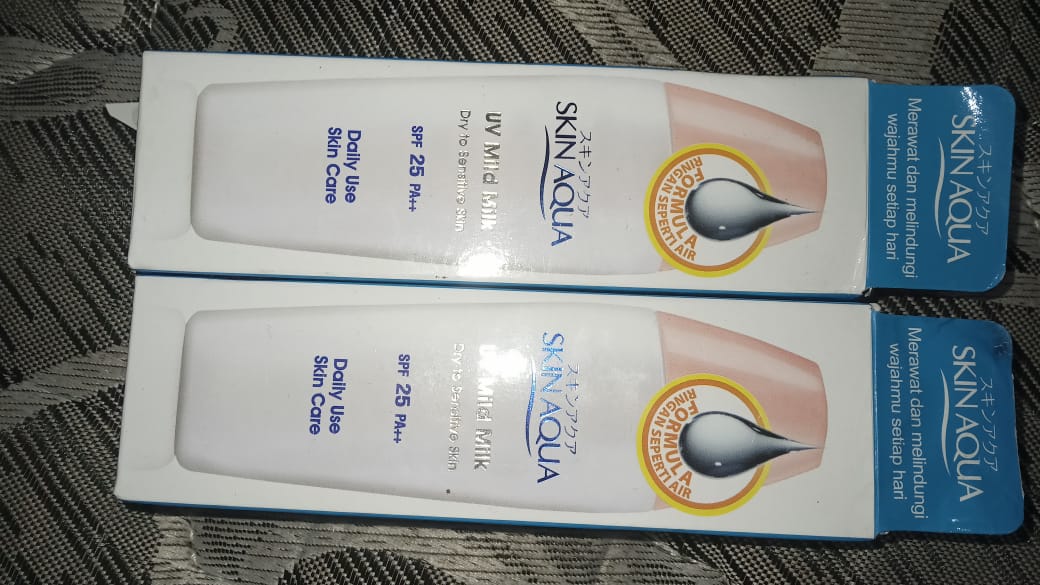 Merawat dan melindungi
wajahmu setiap hari
スキンアクア
SKIN AQUA
FORMULA
RINGAN SEPERTI AIR
スキンアクア
SKIN AQUA
UV Mild Milk
Dry to Sensitive Skin
SPF 25 PA++
Daily Use
Skin Care
Merawat dan melindungi
wajahmu setiap hari
スキンアクア
SKIN AQUA
FORMULA
RINGAN SEPERTI AIR
スキンアクア
SKIN AQUA
UV Mild Milk
Dry to Sensitive Skin
SPF 25 PA++
Daily Use
Skin Care